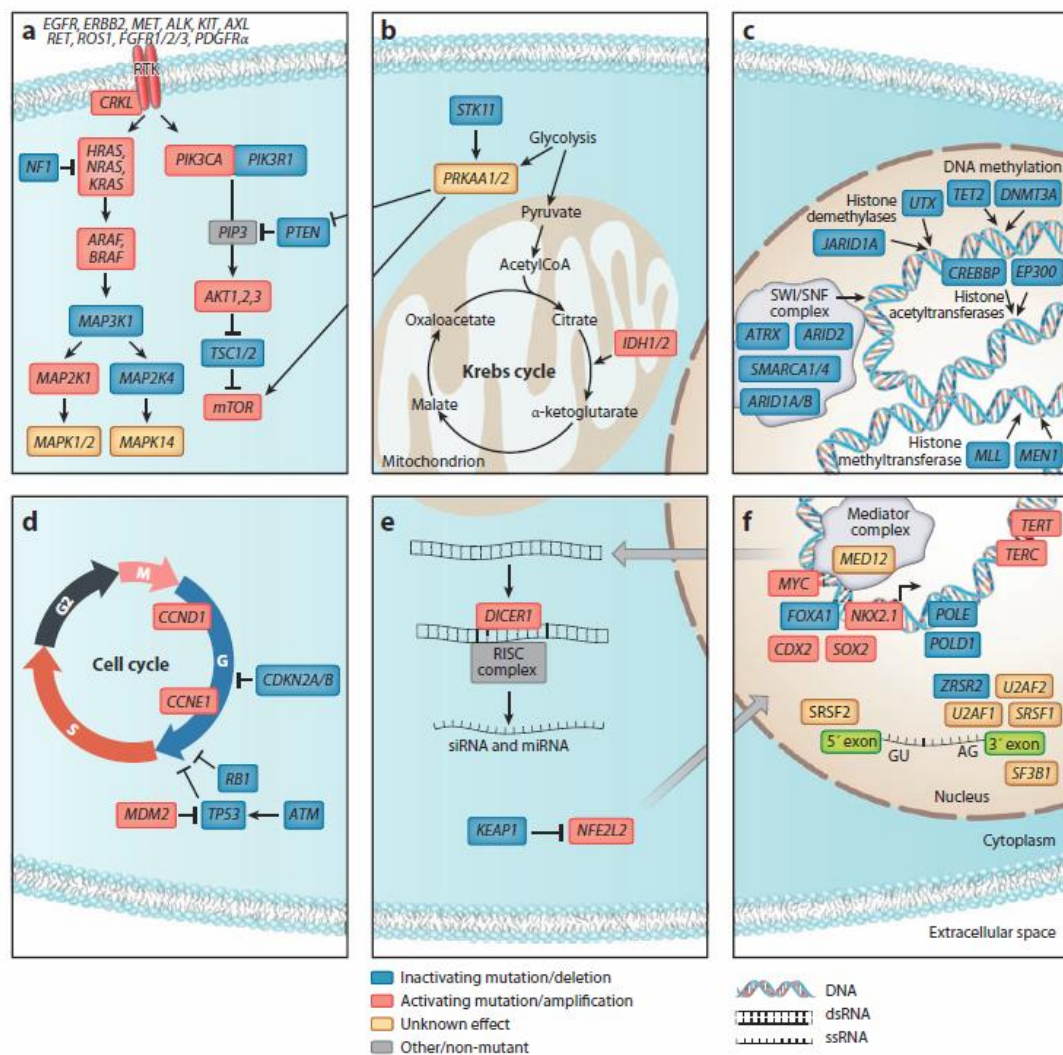 a
EGFR, ERBB2, MET, ALK, KIT, AXL
RET, ROS1, FGFR1/2/3, PDGFRα
RTK
CRKL
NF1
HRAS,
NRAS,
KRAS
PIK3CA
PIK3R1
PIP3
PTEN
ARAF,
BRAF
AKT1,2,3
MAP3K1
TSC1/2
MAP2K1
MAP2K4
mTOR
MAPK1/2
MAPK14
b
STK11
Glycolysis
PRKAA1/2
Pyruvate
AcetylCoA
Oxaloacetate
Citrate
IDH1/2
Krebs cycle
Malate
α-ketoglutarate
Mitochondrion
c
DNA methylation
Histone
demethylases
UTX
TET2
DNMT3A
JARID1A
CREBBP
EP300
SWI/SNF
complex
Histone
acetyltransferases
ATRX
ARID2
SMARCA1/4
ARID1A/B
Histone
methyltransferase
MLL
MEN1
d
M
G2
CCND1
Cell cycle
G
CDKN2A/B
CCNE1
S
RB1
MDM2
TP53
ATM
e
DICER1
RISC
complex
siRNA and miRNA
KEAP1
NFE2L2
f
Mediator
complex
TERT
MED12
TERC
MYC
FOXA1
NKX2.1
POLE
CDX2
SOX2
POLD1
ZRSR2
U2AF2
SRSF2
U2AF1
SRSF1
5´ exon
GU
AG
3´ exon
SF3B1
Nucleus
Cytoplasm
Extracellular space
Inactivating mutation/deletion
Activating mutation/amplification
Unknown effect
Other/non-mutant
DNA
dsRNA
ssRNA